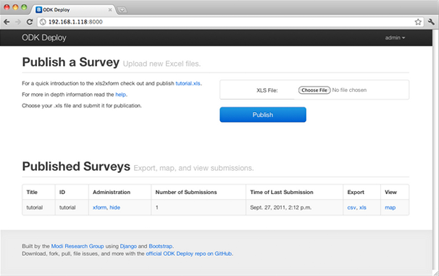 ODK Deploy
192.168.1.118:8000
ODK Deploy
admin
Publish a Survey Upload new Excel files.
For a quick introduction to the xls2xform check out and publish tutorial.xls.
For more in depth information read the help.
Choose your .xls file and submit it for publication.
XLS File: Choose File No file chosen
Publish
Published Surveys Export, map, and view submissions.
Title ID Administration Number of Submissions Time of Last Submission Export View
tutorial tutorial xform, hide 1 Sept. 27, 2011, 2:12 p.m. csv, xls map
Built by the Modi Research Group using Django and Bootstrap.
Download, fork, pull, file issues, and more with the official ODK Deploy repo on GitHub.